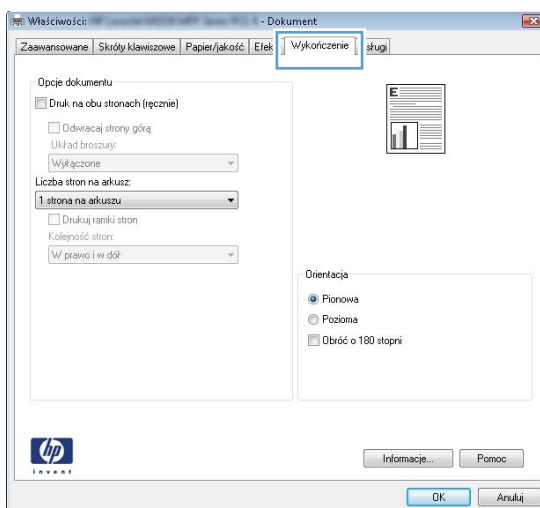 Właściwości: - Dokument
Zaawansowane Skróty klawiszowe Papier/jakość Efek Wykończenie sługi
Opcje dokumentu
Druk na obu stronach (ręcznie)
Odwracaj strony górą
Układ broszury:
Wyłączone
Liczba stron na arkusz:
1 strona na arkuszu
Drukuj ramki stron
Kolejność stron:
W prawo i w dół
E
Orientacja
Pionowa
Pozioma
Obróć o 180 stopni
hp
invent
Informacje... Pomoc
OK Anuluj